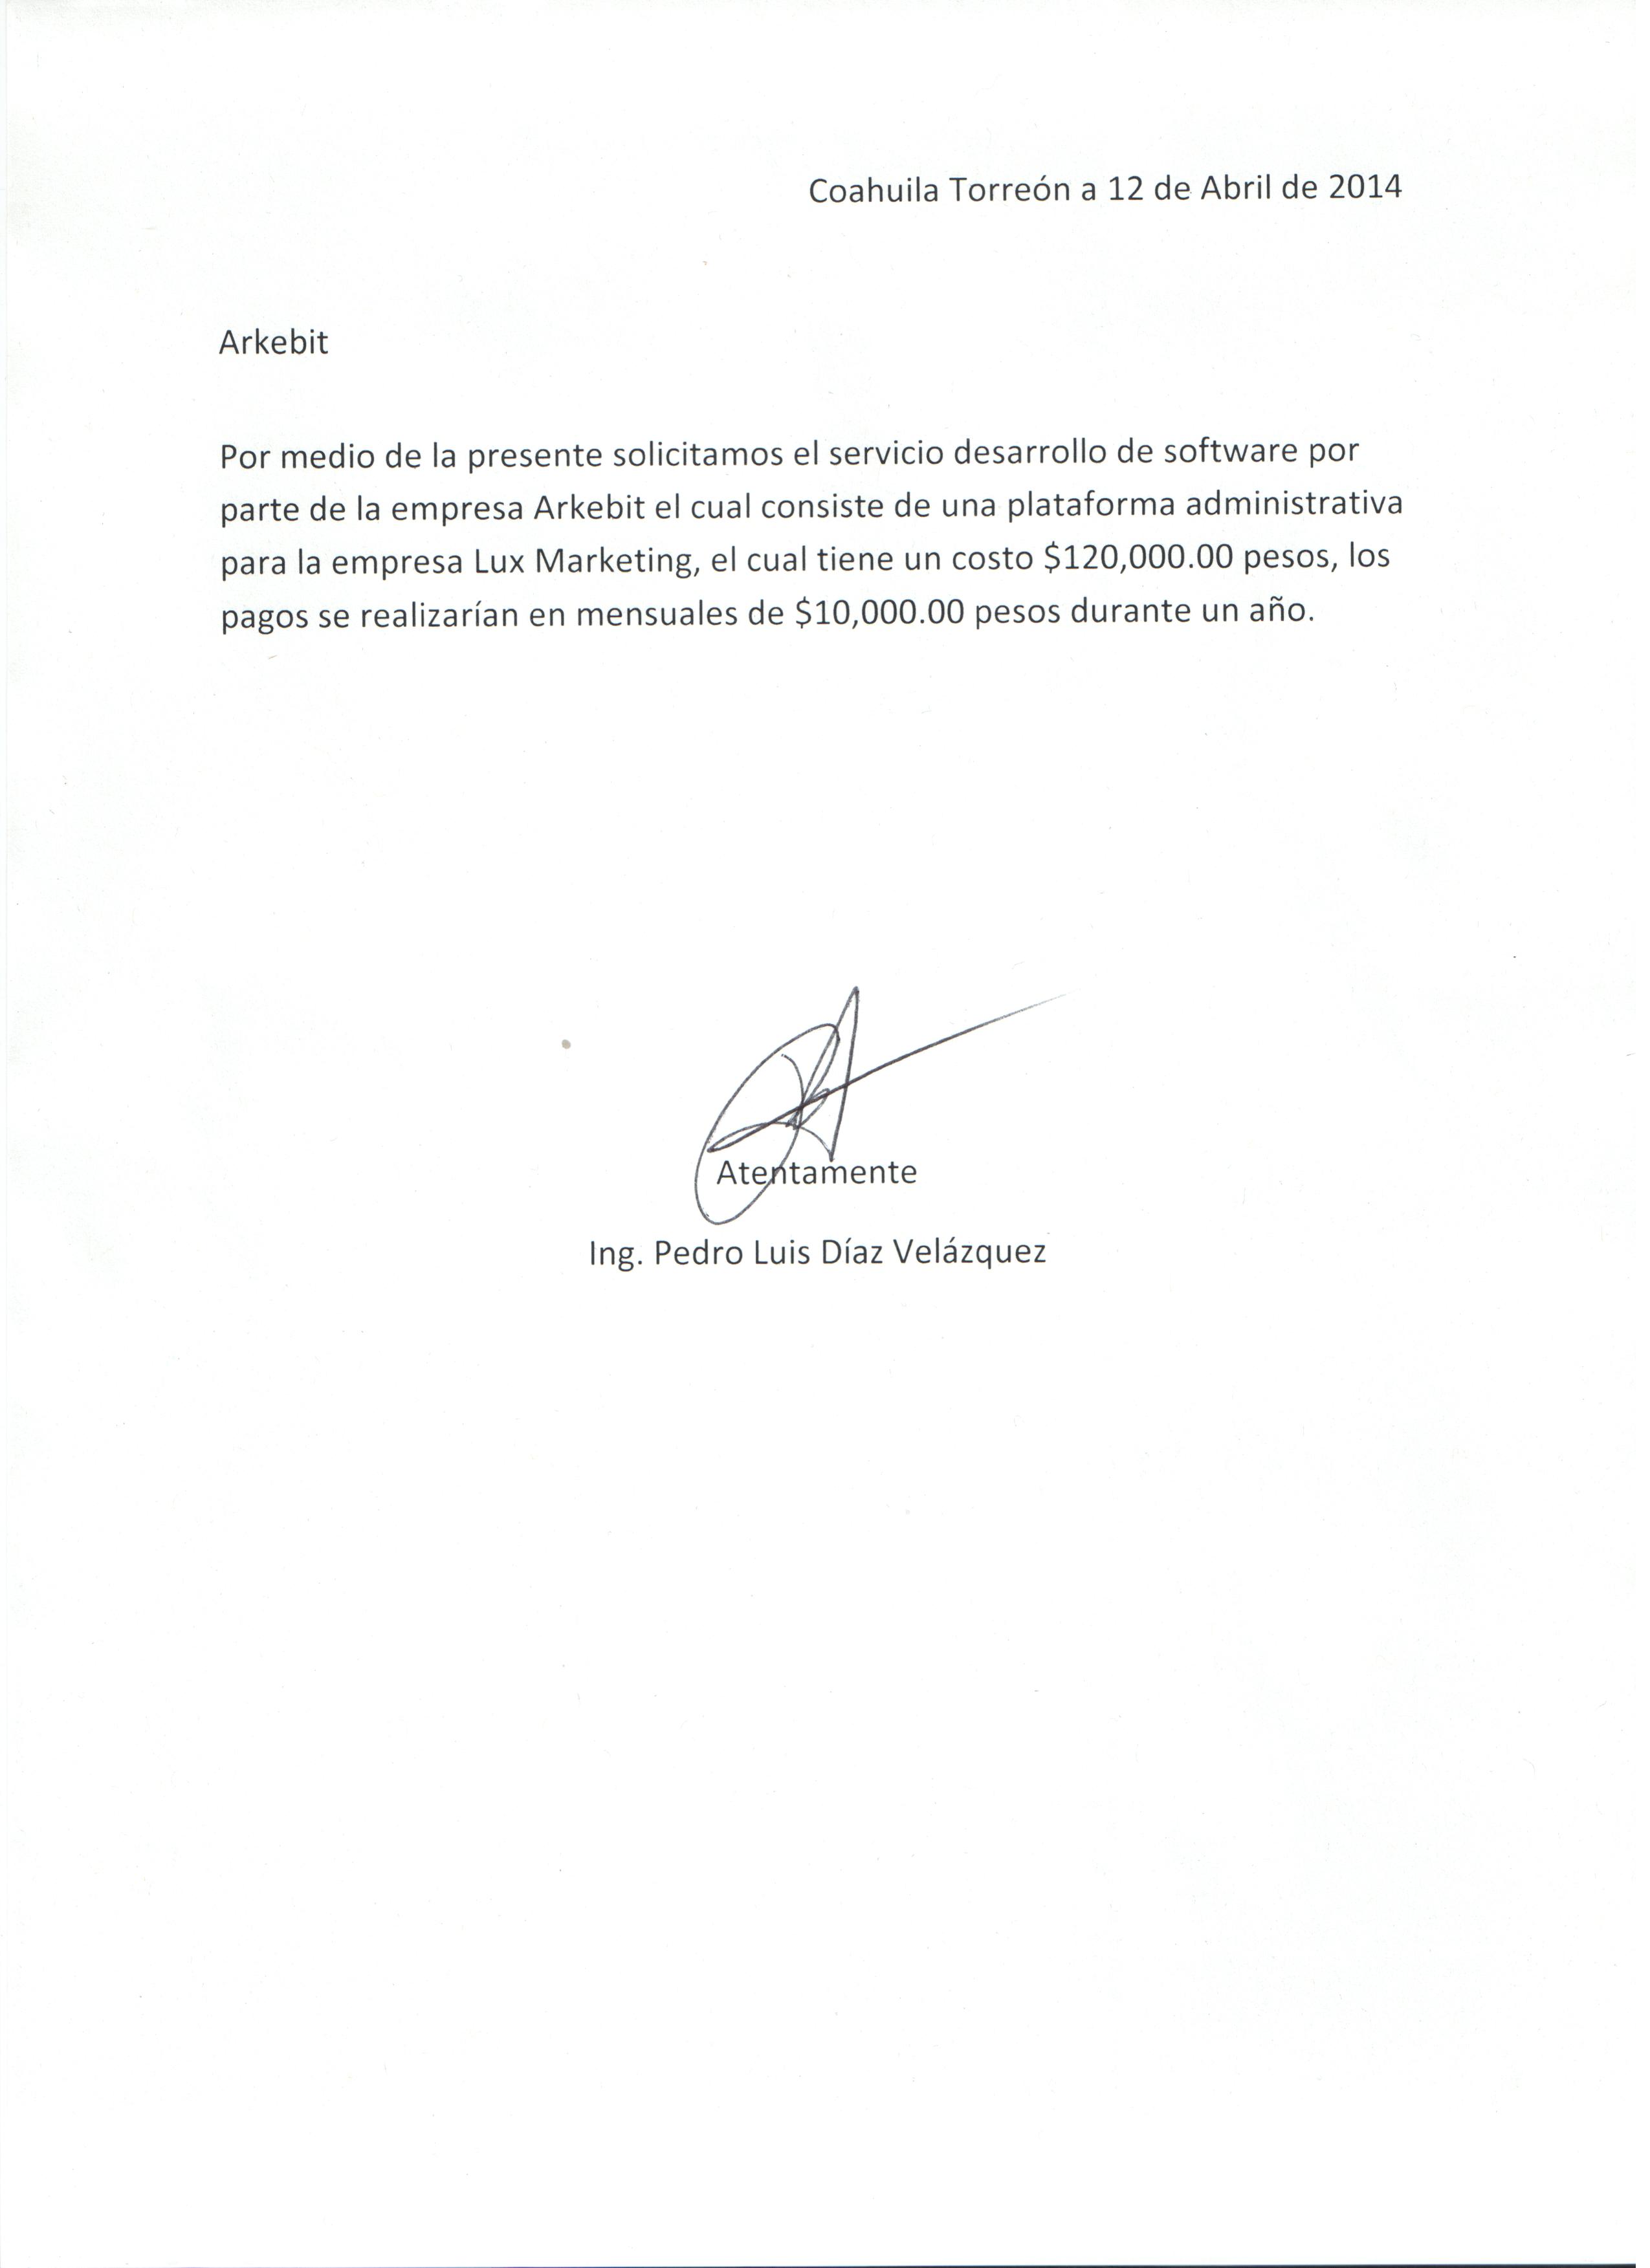 Coahuila Torreón a 12 de Abril de 2014
Arkebit
Por medio de la presente solicitamos el servicio desarrollo de software por
parte de la empresa Arkebit el cual consiste de una plataforma administrativa
para la empresa Lux Marketing, el cual tiene un costo $120,000.00 pesos, los
pagos se realizarían en mensuales de $10,000.00 pesos durante un año.
Atentamente
Ing. Pedro Luis Díaz Velázquez